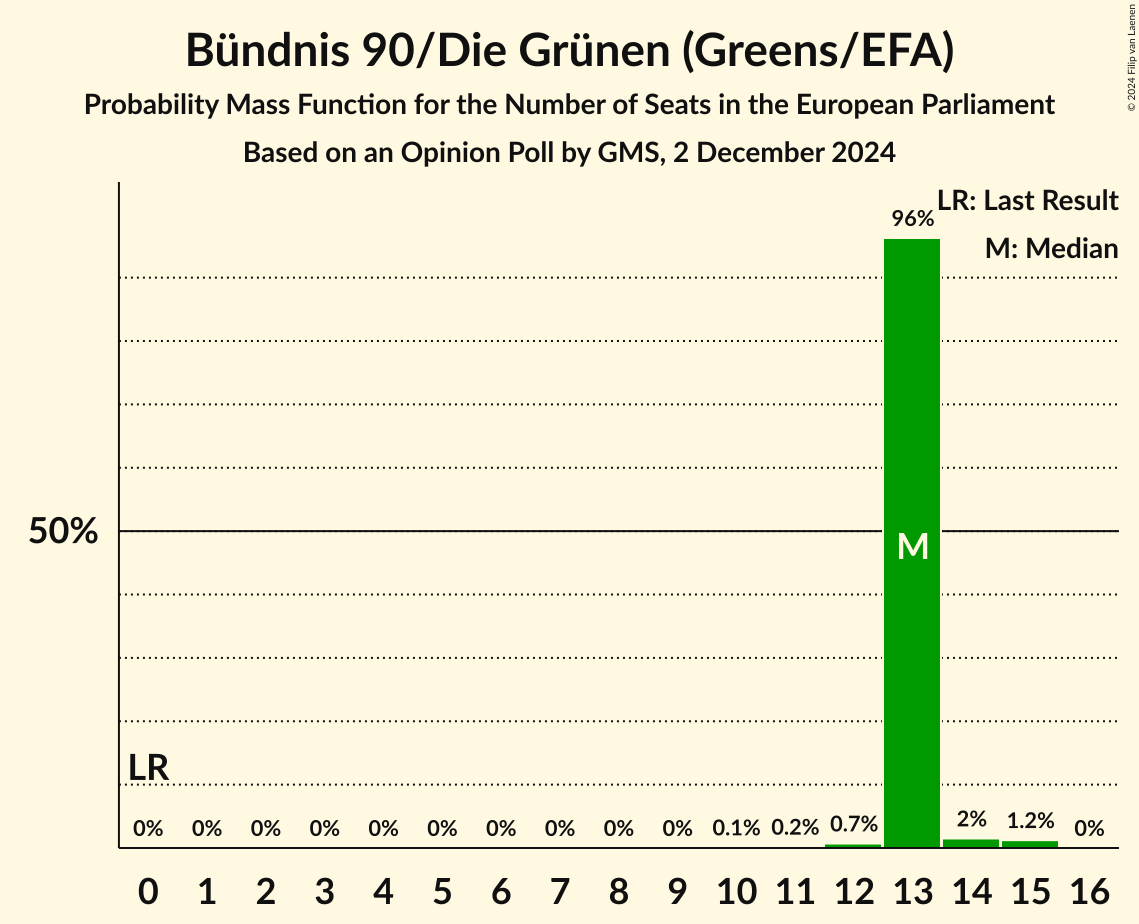 Bündnis 90/Die Grünen (Greens/EFA)
Probability Mass Function for the Number of Seats in the European Parliament
Based on an Opinion Poll by GMS, 2 December 2024
© 2024 Filip van Laenen
LR: Last Result
M: Median
96%
50%
M
LR
0% 0% 0% 0% 0% 0% 0% 0% 0% 0% 0.1% 0.2% 0.7% 2% 1.2% 0%
0 1 2 3 4 5 6 7 8 9 10 11 12 13 14 15 16